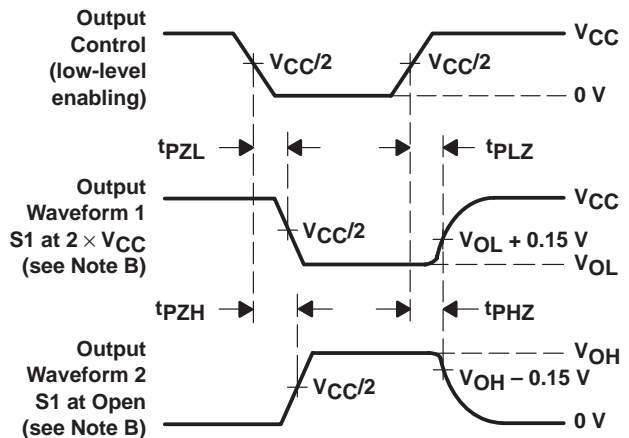 Output
Control
(low-level
enabling)
VCC/2
VCC/2
VCC
0 V
tPZL
tPLZ
Output
Waveform 1
S1 at 2 × VCC
(see Note B)
VCC/2
VCC
VOL + 0.15 V
VOL
tPZH
tPHZ
Output
Waveform 2
S1 at Open
(see Note B)
VCC/2
VOH
VOH − 0.15 V
0 V